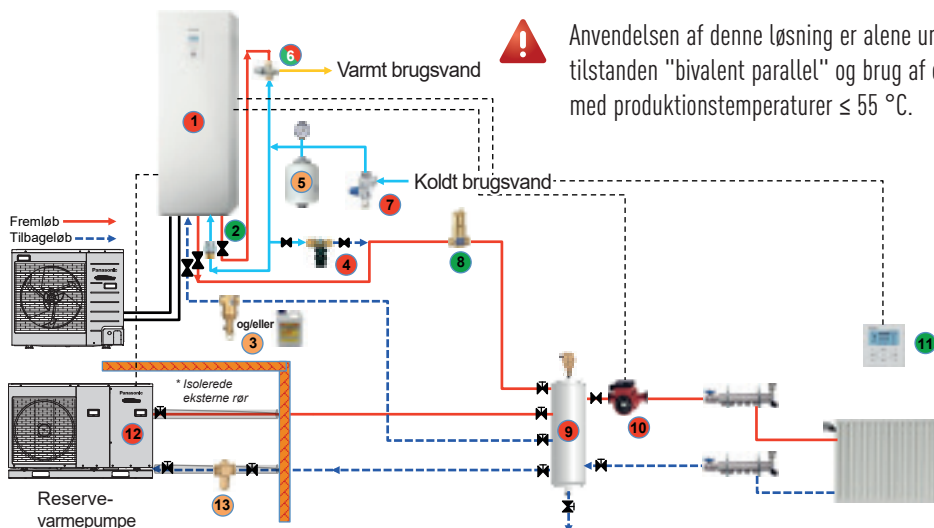 Anvendelsen af denne løsning er alene
tilstanden "bivalent parallel" og brug af
med produktionstemperaturer ≤ 55 °C.
6
Varmt brugsvand
1
5
Koldt brugsvand
7
Fremløb
Tilbageløb
2
4
8
Panasonic
og/eller
3
11
* Isolerede
eksterne rør
Panasonic
12
9
10
13
Reserve-
varmepumpe